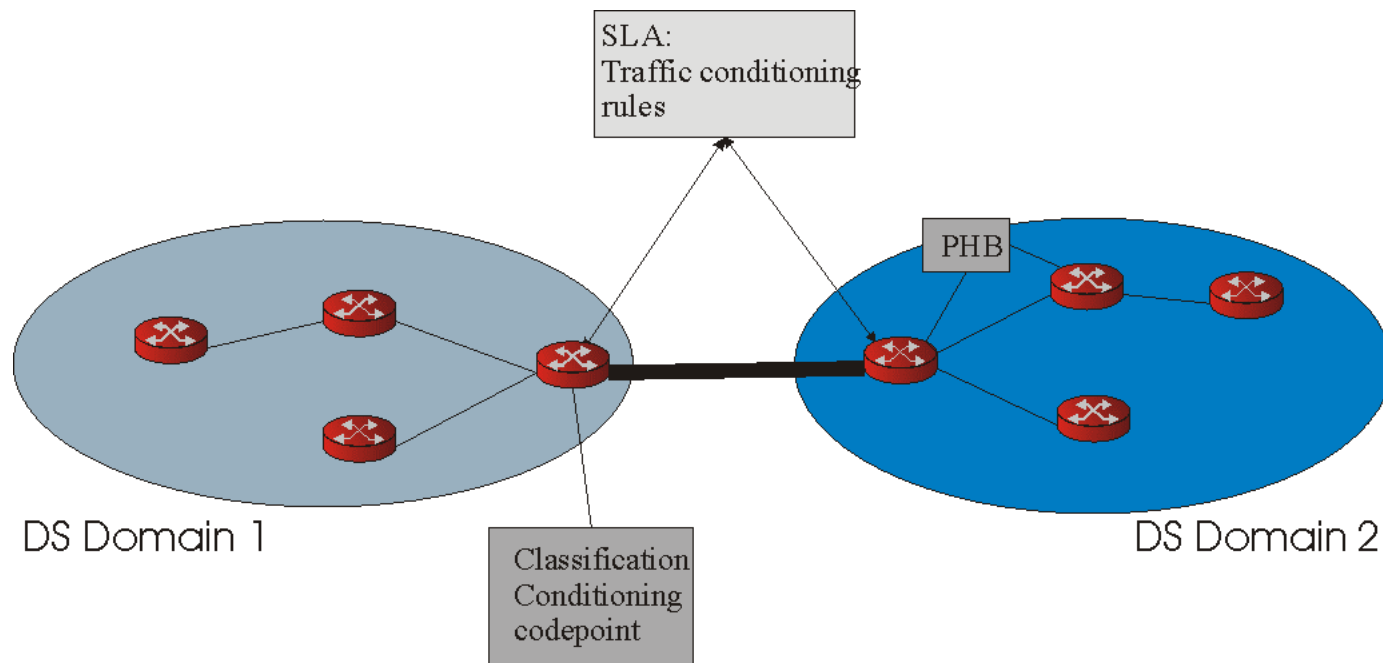 SLA:
Traffic conditioning
rules
PHB
DS Domain 1
DS Domain 2
Classification
Conditioning
codepoint